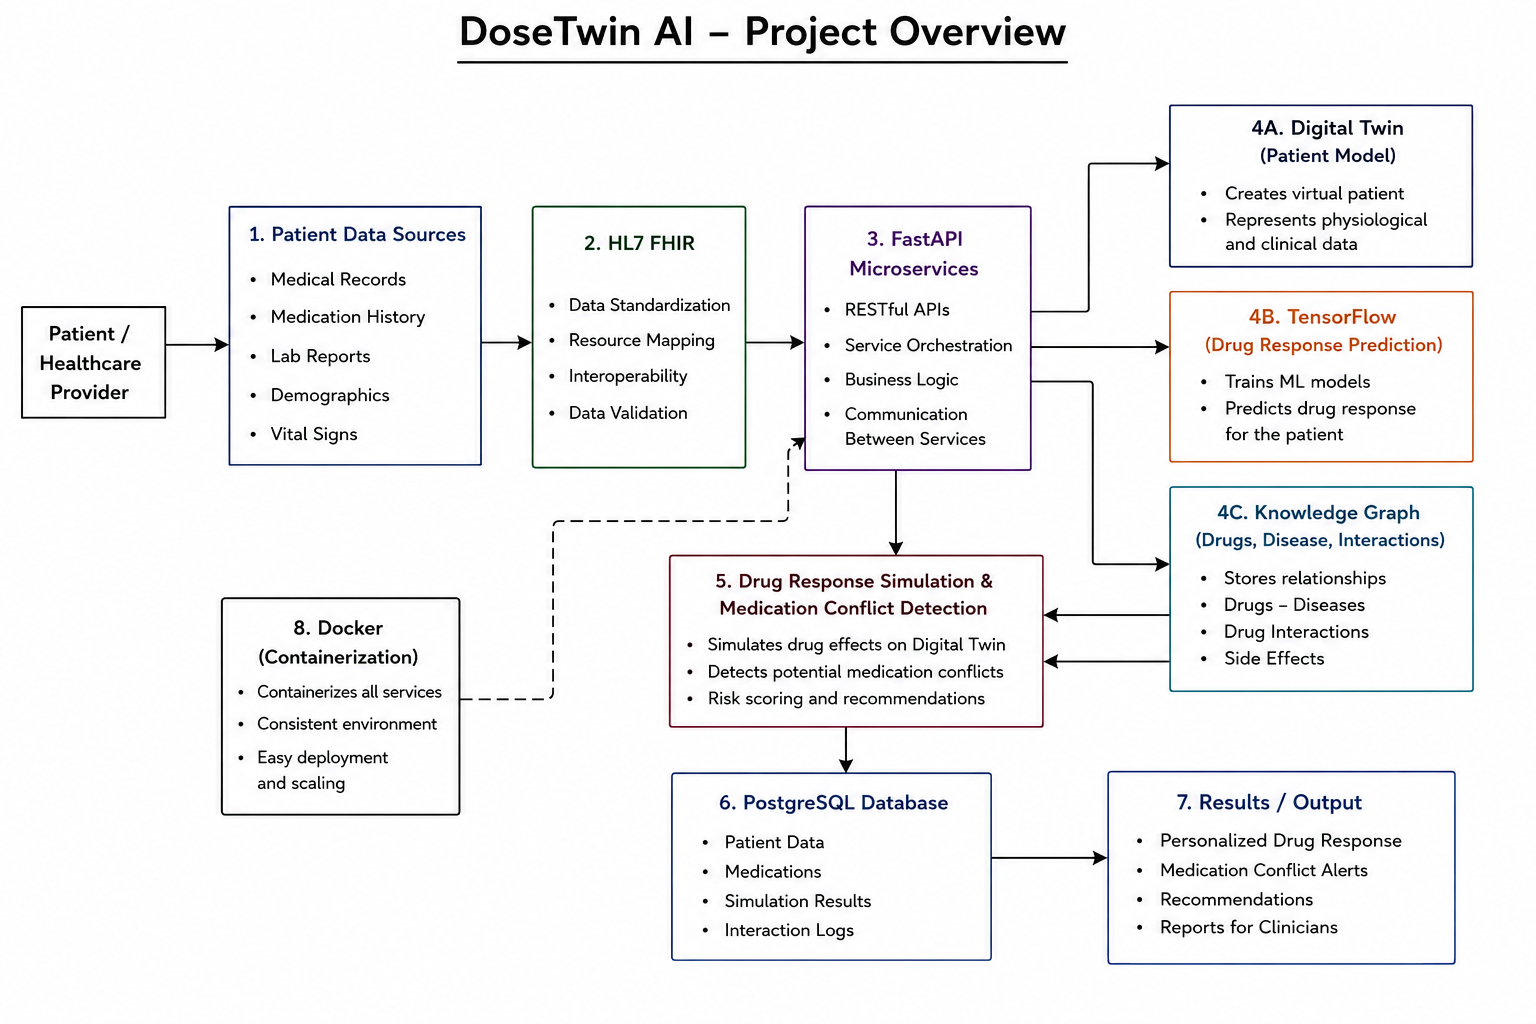 DoseTwin AI – Project Overview
Patient /
Healthcare
Provider
1. Patient Data Sources
• Medical Records
• Medication History
• Lab Reports
• Demographics
• Vital Signs
2. HL7 FHIR
• Data Standardization
• Resource Mapping
• Interoperability
• Data Validation
3. FastAPI
Microservices
• RESTful APIs
• Service Orchestration
• Business Logic
• Communication
Between Services
4A. Digital Twin
(Patient Model)
• Creates virtual patient
• Represents physiological
and clinical data
4B. TensorFlow
(Drug Response Prediction)
• Trains ML models
• Predicts drug response
for the patient
4C. Knowledge Graph
(Drugs, Disease, Interactions)
• Stores relationships
• Drugs – Diseases
• Drug Interactions
• Side Effects
5. Drug Response Simulation &
Medication Conflict Detection
• Simulates drug effects on Digital Twin
• Detects potential medication conflicts
• Risk scoring and recommendations
8. Docker
(Containerization)
• Containerizes all services
• Consistent environment
• Easy deployment
and scaling
6. PostgreSQL Database
• Patient Data
• Medications
• Simulation Results
• Interaction Logs
7. Results / Output
• Personalized Drug Response
• Medication Conflict Alerts
• Recommendations
• Reports for Clinicians